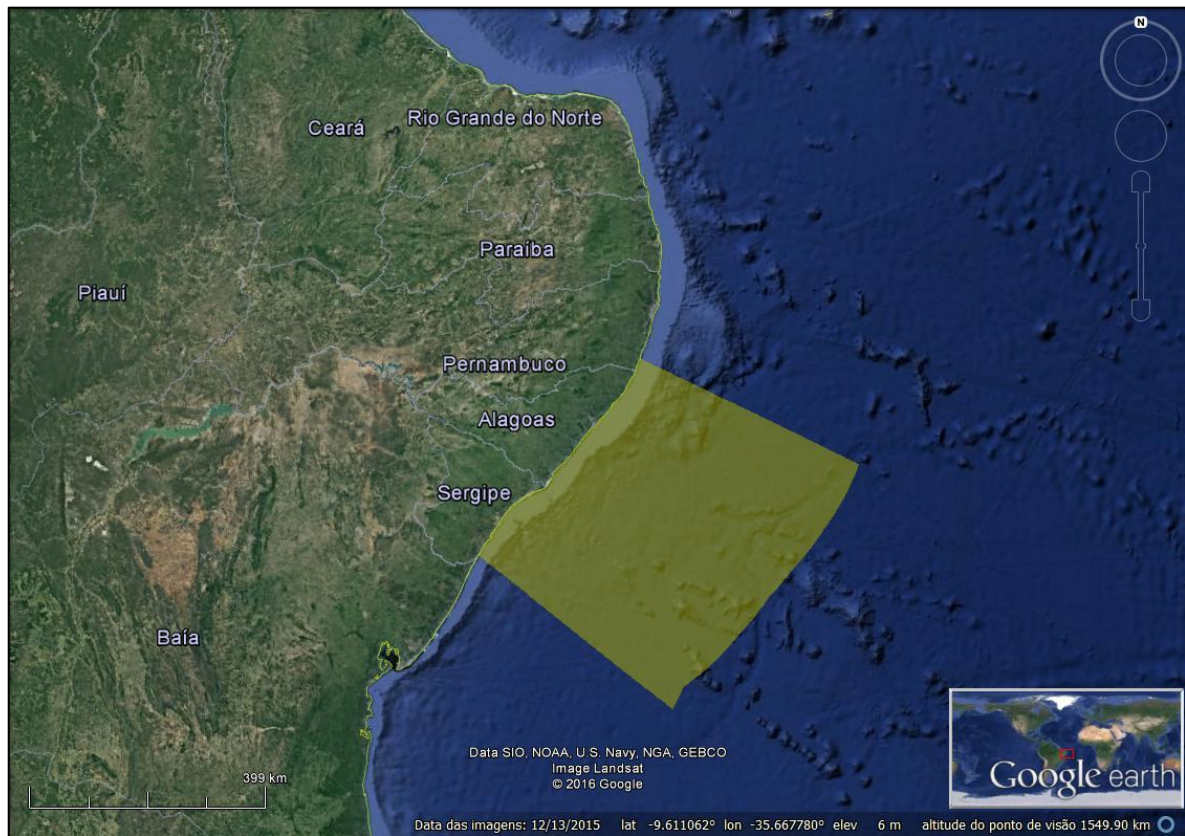 N
Rio Grande do Norte
Ceará
Paraíba
Piauí
Pernambuco
Alagoas
Sergipe
Baía
Data SIO, NOAA, U.S. Navy, NGA, GEBCO
Image Landsat
© 2016 Google
399 km
Google earth
Data das imagens: 12/13/2015 lat -9.611062° lon -35.667780° elev 6 m altitude do ponto de visão 1549.90 km